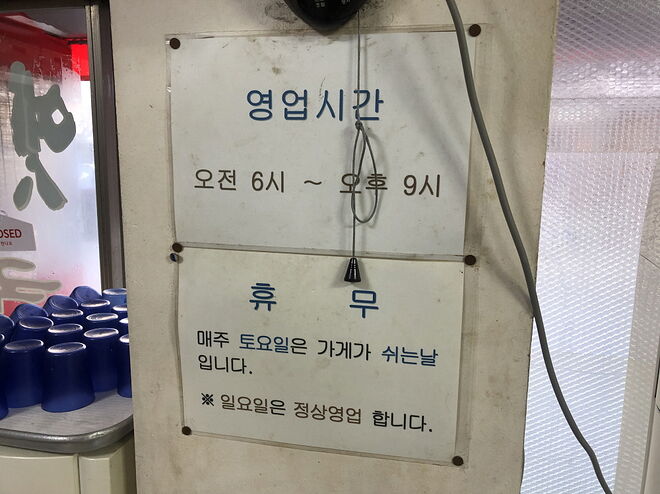 영업시간
오전 6시 ~ 오후 9시
휴 무
매주 토요일은 가게가 쉬는날
입니다.
※ 일요일은 정상영업 합니다.